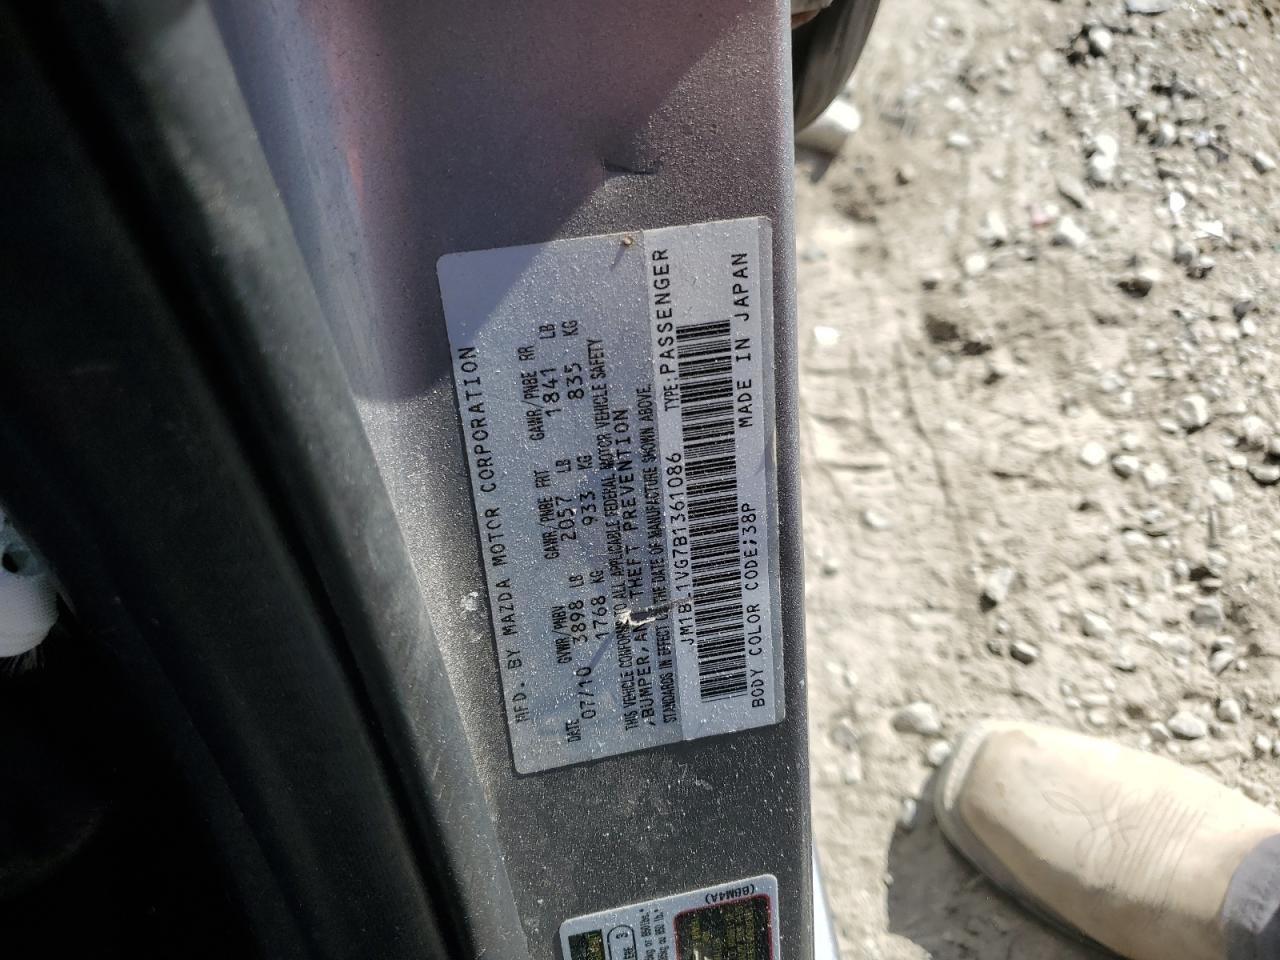 MFD. BY MAZDA MOTOR CORPORATION
DATE GVWR/PNBV GAWR/PNBE FRT GAWR/PNBE RR
07/10 3898 LB 2057 LB 1841 LB
1768 KG 933 KG 835 KG
THIS VEHICLE CONFORMS TO ALL APPLICABLE FEDERAL MOTOR VEHICLE SAFETY
,BUMPER, THEFT PREVENTION
STANDARDS IN EFFECT THE DATE OF MANUFACTURE SHOWN ABOVE.
JM1BL1VG7B1361086 TYPE:PASSENGER
BODY COLOR CODE;38P MADE IN JAPAN
(BBM4A)